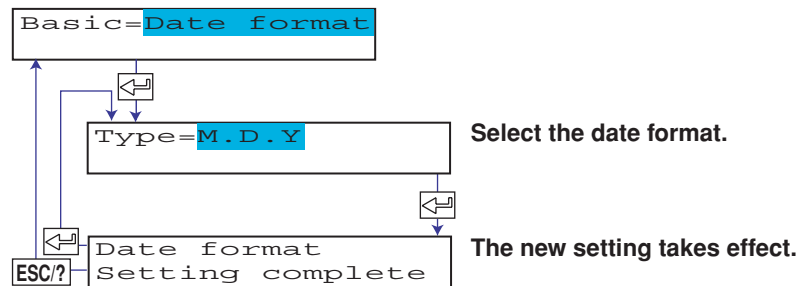 Basic=Date format
Type=M.D.Y
Select the date format.
Date format
Setting complete
The new setting takes effect.
ESC/?